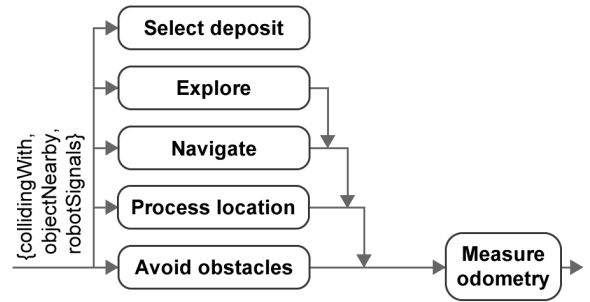 Select deposit
Explore
Navigate
Process location
Avoid obstacles
{collidingWith,
objectNearby,
robotSignals}
Measure
odometry